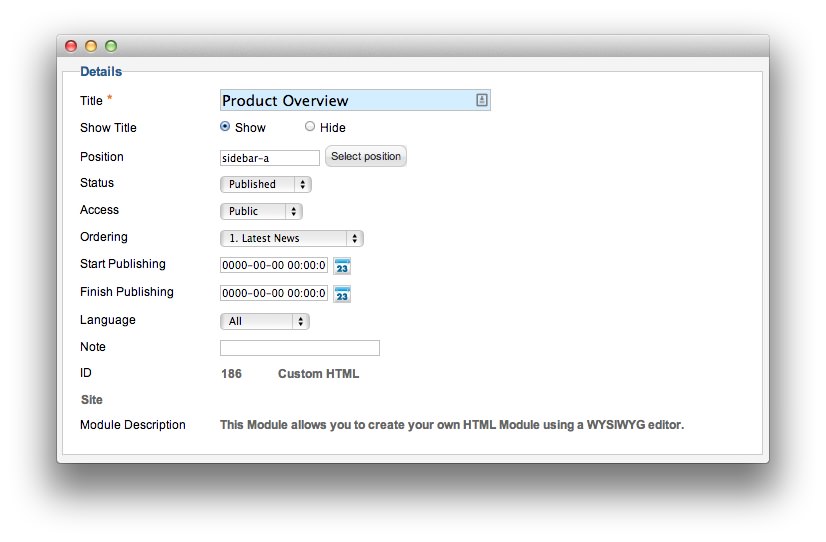 Details
Title * Product Overview
Show Title Show Hide
Position sidebar-a Select position
Status Published
Access Public
Ordering 1. Latest News
Start Publishing 0000-00-00 00:00:0 23
Finish Publishing 0000-00-00 00:00:0 23
Language All
Note
ID 186 Custom HTML
Site
Module Description This Module allows you to create your own HTML Module using a WYSIWYG editor.